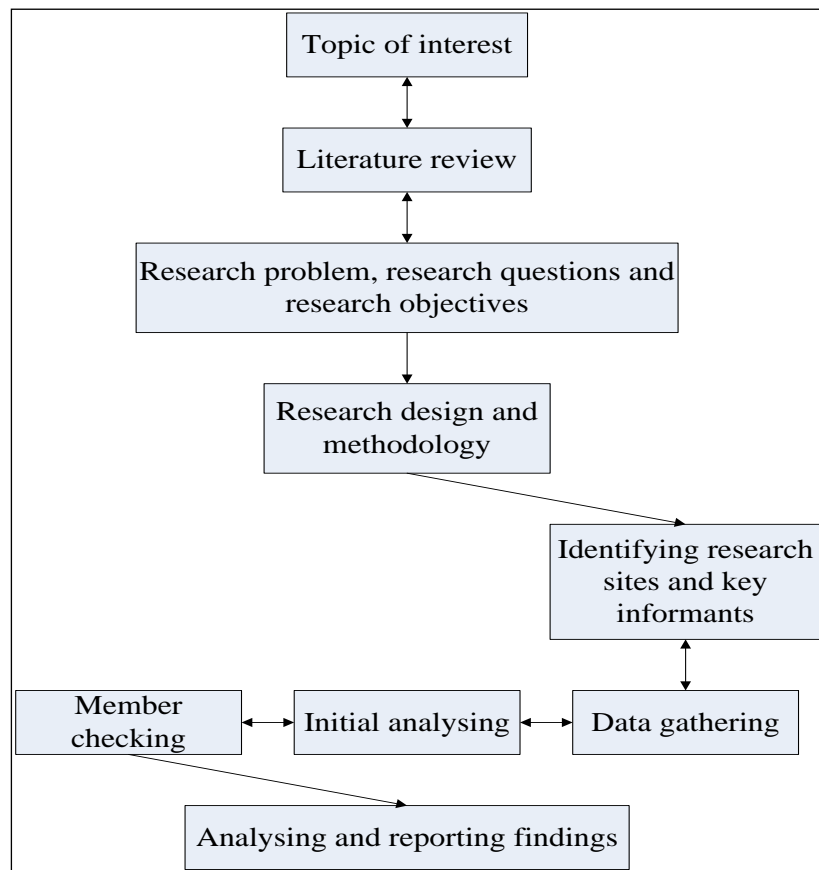 Topic of interest
Literature review
Research problem, research questions and
research objectives
Research design and
methodology
Identifying research
sites and key
informants
Member
checking
Initial analysing
Data gathering
Analysing and reporting findings